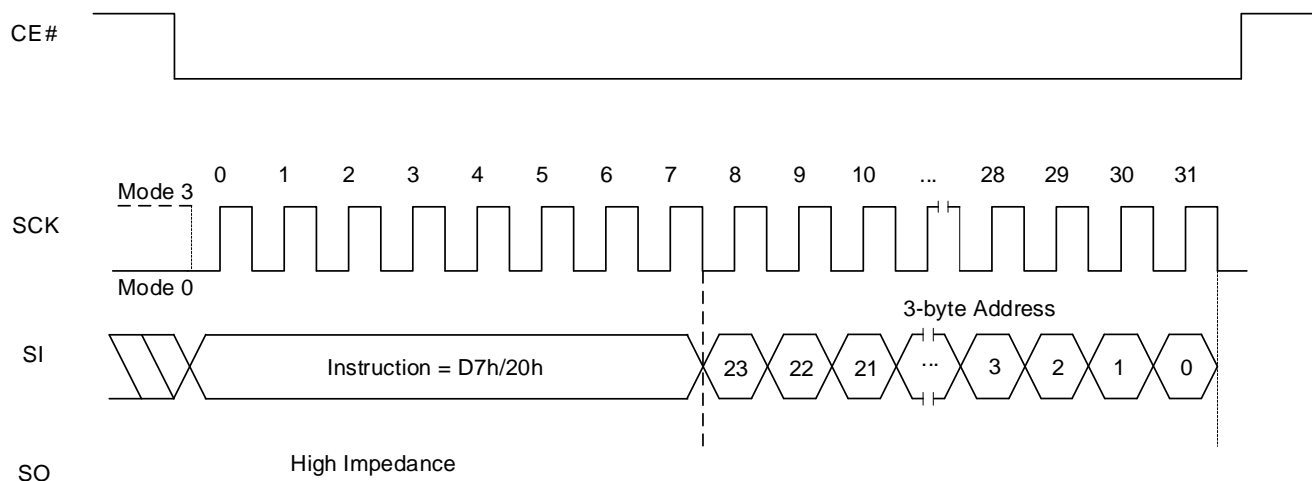 CE#
0 1 2 3 4 5 6 7 8 9 10 ... 28 29 30 31
Mode 3
SCK
Mode 0
3-byte Address
SI
Instruction = D7h/20h 23 22 21 ... 3 2 1 0
High Impedance
SO